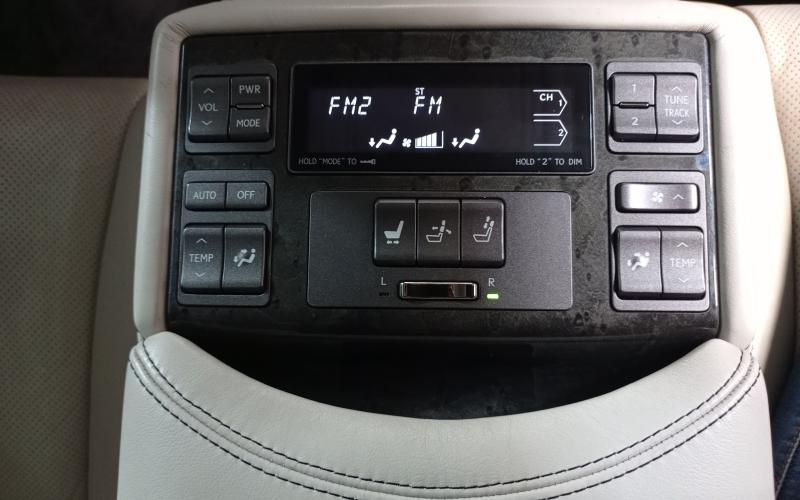 VOL
PWR
MODE
ST
FM2 FM
CH 1
2
HOLD "MODE" TO
HOLD "2" TO DIM
1
2
TUNE
TRACK
AUTO
OFF
TEMP
L
R
TEMP